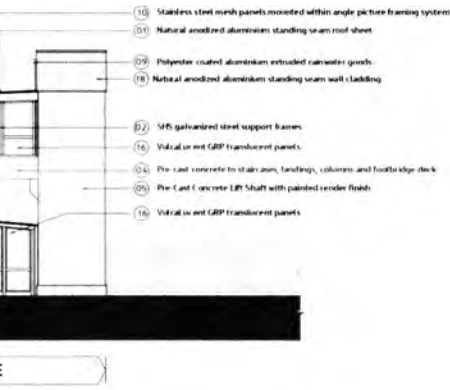 10 Stainless steel mesh panels mounted within angle picture framing system
01 Natural anodized aluminium standing seam roof sheet
09 Polyester coated aluminium extruded rainwater goods
18 Natural anodized aluminium standing seam wall cladding
02 SHS galvanized steel support frames
16 GRP translucent panels
04 Pre-cast concrete to staircases, landings, columns and footbridge deck
05 Pre-Cast Concrete Lift Shaft with painted render finish
16 GRP translucent panels
E